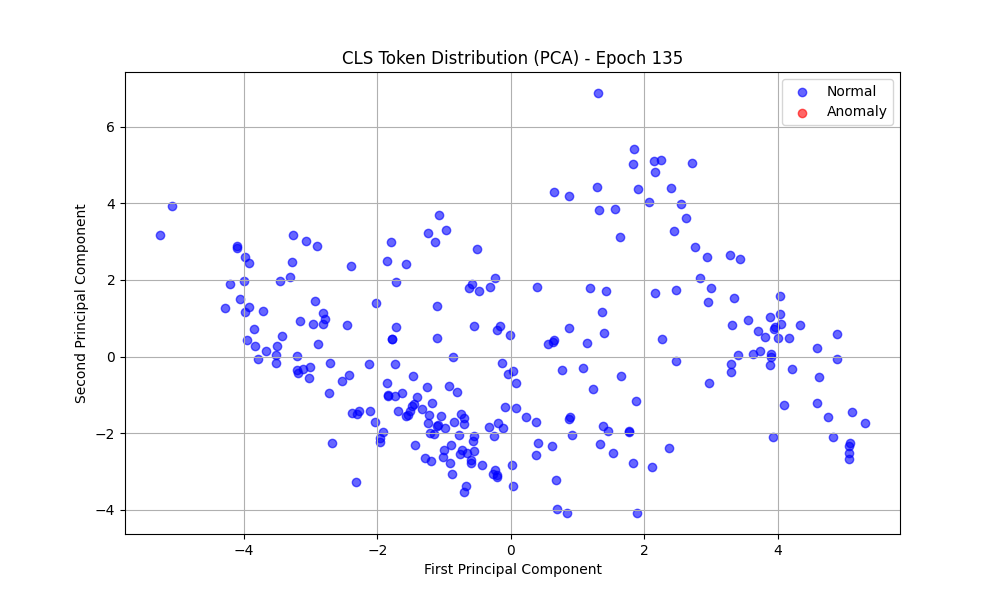 CLS Token Distribution (PCA) - Epoch 135
Normal
Anomaly
6
4
2
0
−2
−4
Second Principal Component
−4 −2 0 2 4
First Principal Component